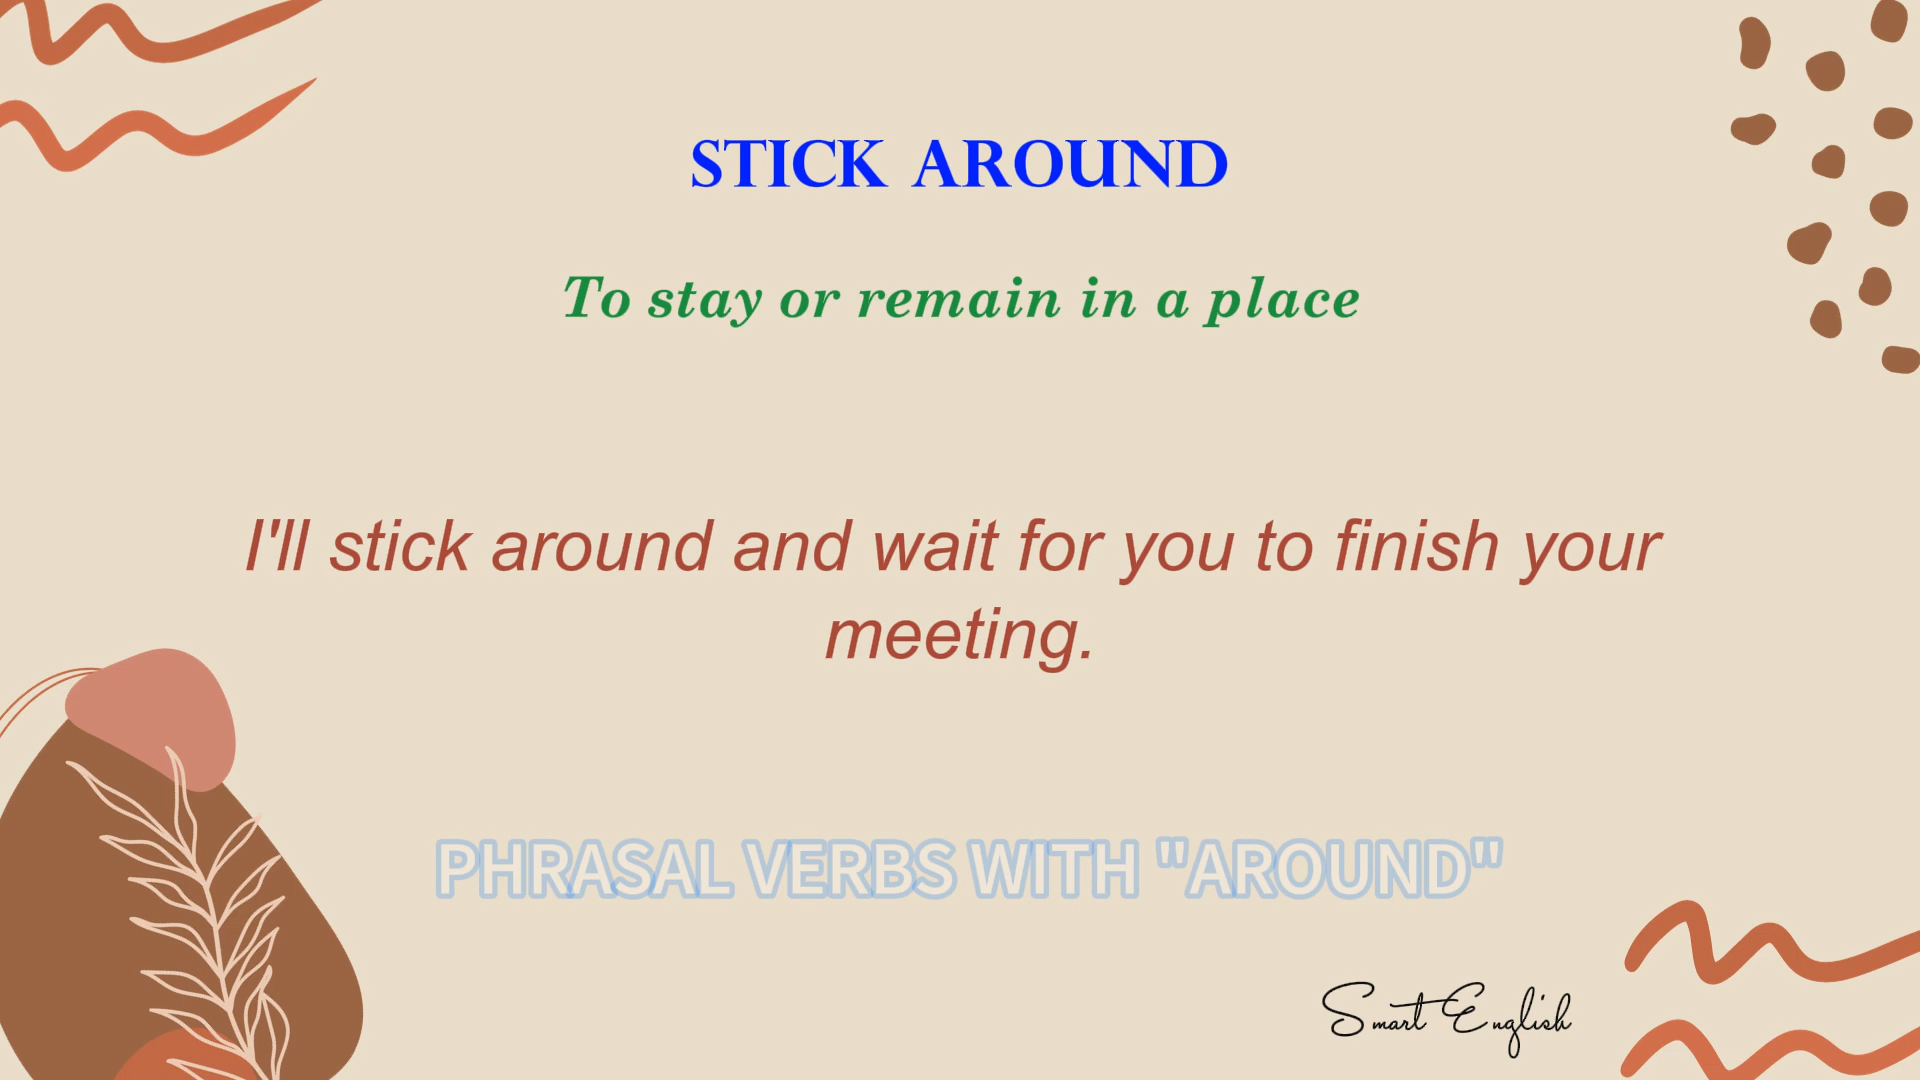 STICK AROUND
To stay or remain in a place
I'll stick around and wait for you to finish your
meeting.
PHRASAL VERBS WITH "AROUND"
Smart English